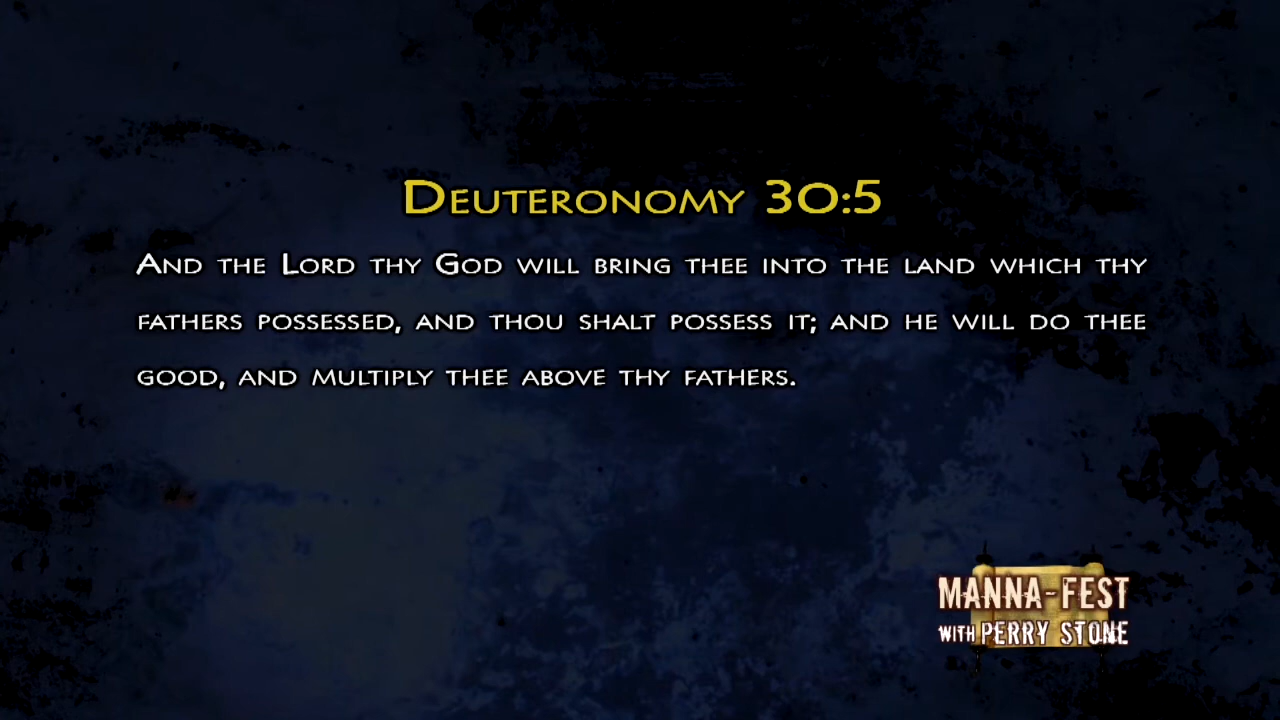 Deuteronomy 30:5
And the Lord thy God will bring thee into the land which thy
fathers possessed, and thou shalt possess it; and he will do thee
good, and multiply thee above thy fathers.
MANNA-FEST
WITH PERRY STONE